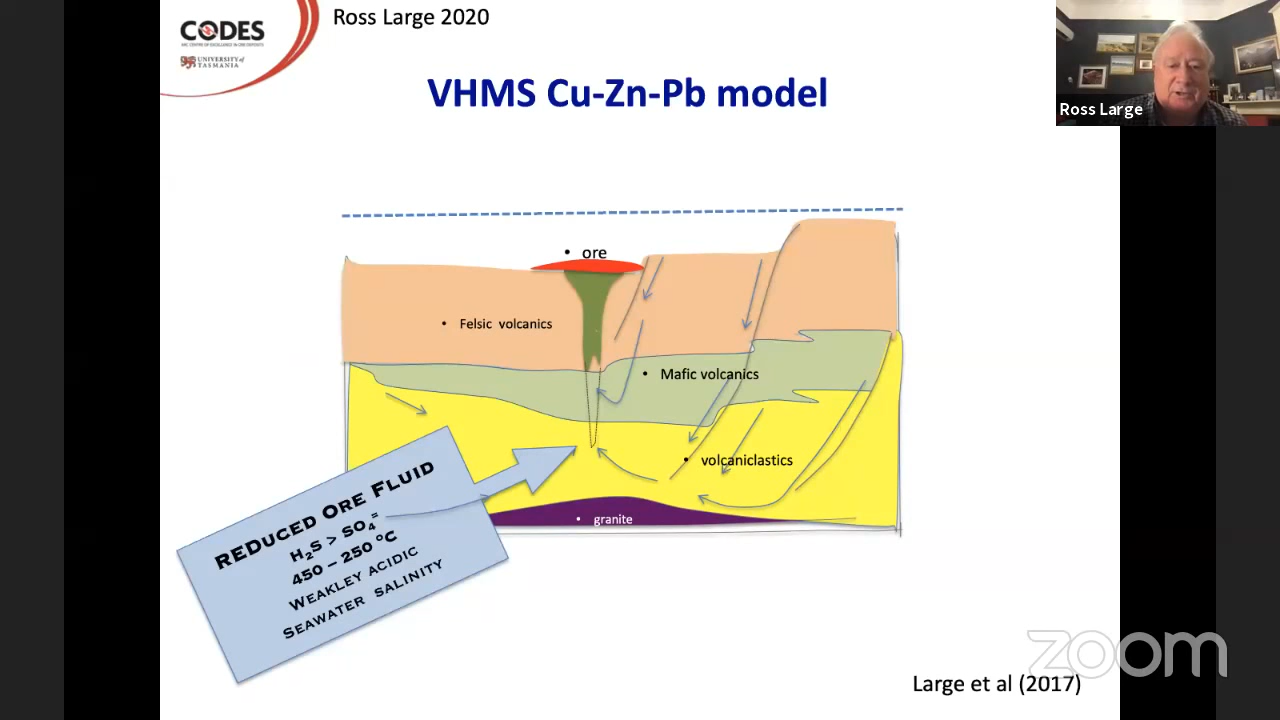 CODES
ARC CENTRE OF EXCELLENCE IN ORE DEPOSITS
UNIVERSITY of
TASMANIA
Ross Large 2020
Ross Large
VHMS Cu-Zn-Pb model
• ore
• Felsic volcanics
• Mafic volcanics
• volcaniclastics
• granite
REDUCED ORE FLUID
H₂S > SO₄⁼
450 – 250 °C
WEAKLEY ACIDIC
SEAWATER SALINITY
zoom
Large et al (2017)